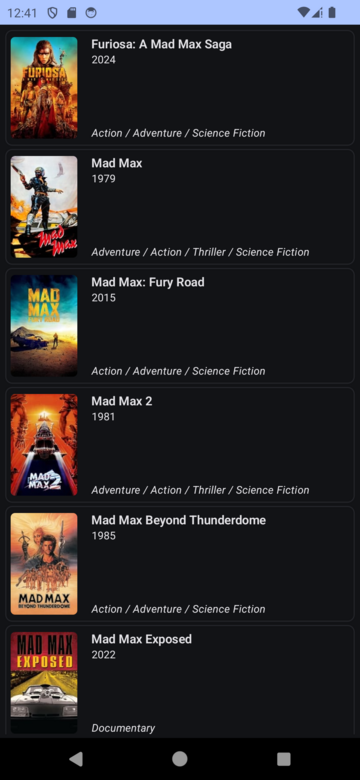 12:41
FURIOSA
Furiosa: A Mad Max Saga
2024
Action / Adventure / Science Fiction
Mad Max
Mad Max
1979
Adventure / Action / Thriller / Science Fiction
MAD MAX
Mad Max: Fury Road
2015
Action / Adventure / Science Fiction
MAD MAX 2
Mad Max 2
1981
Adventure / Action / Thriller / Science Fiction
MAD MAX
BEYOND THUNDERDOME
Mad Max Beyond Thunderdome
1985
Action / Adventure / Science Fiction
MAD MAX
EXPOSED
Mad Max Exposed
2022
Documentary